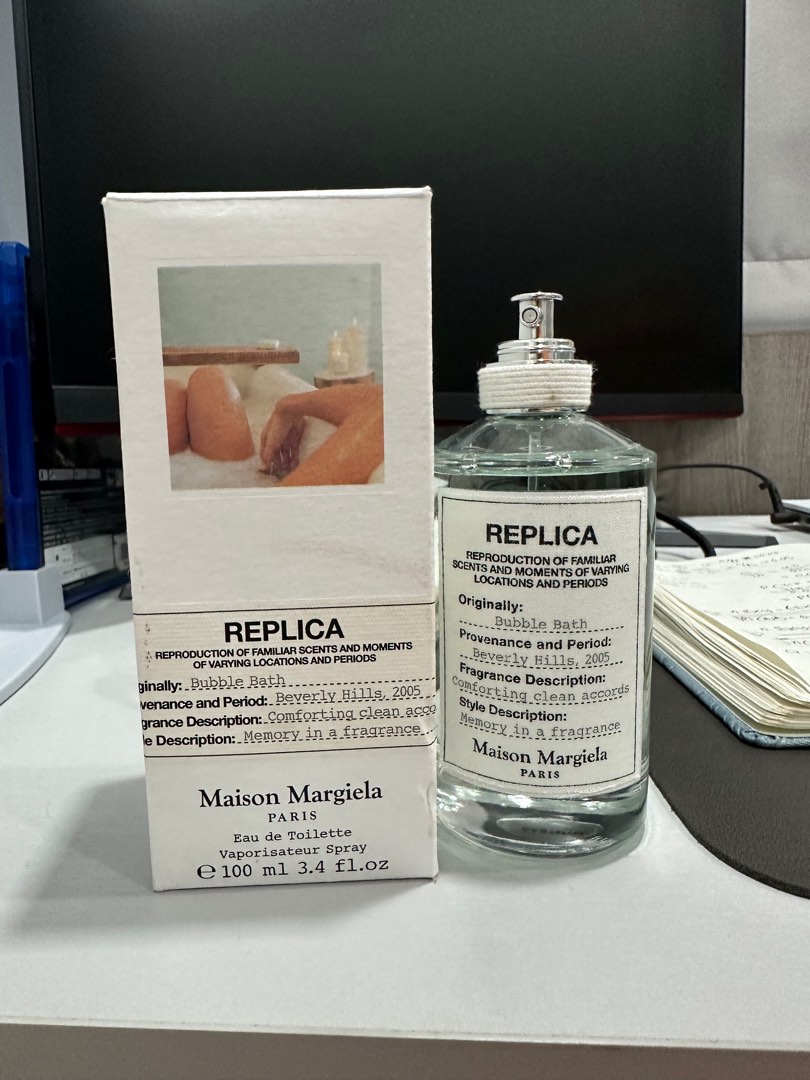 REPLICA
REPRODUCTION OF FAMILIAR SCENTS AND MOMENTS
OF VARYING LOCATIONS AND PERIODS
ginally: Bubble Bath
venance and Period: Beverly Hills, 2005
grance Description: Comforting clean acco
le Description: Memory in a fragrance
Maison Margiela
PARIS
Eau de Toilette
Vaporisateur Spray
℮ 100 ml 3.4 fl.oz
REPLICA
REPRODUCTION OF FAMILIAR
SCENTS AND MOMENTS OF VARYING
LOCATIONS AND PERIODS
Originally:
Bubble Bath
Provenance and Period:
Beverly Hills, 2005
Fragrance Description:
Comforting clean accords
Style Description:
Memory in a fragrance
Maison Margiela
PARIS